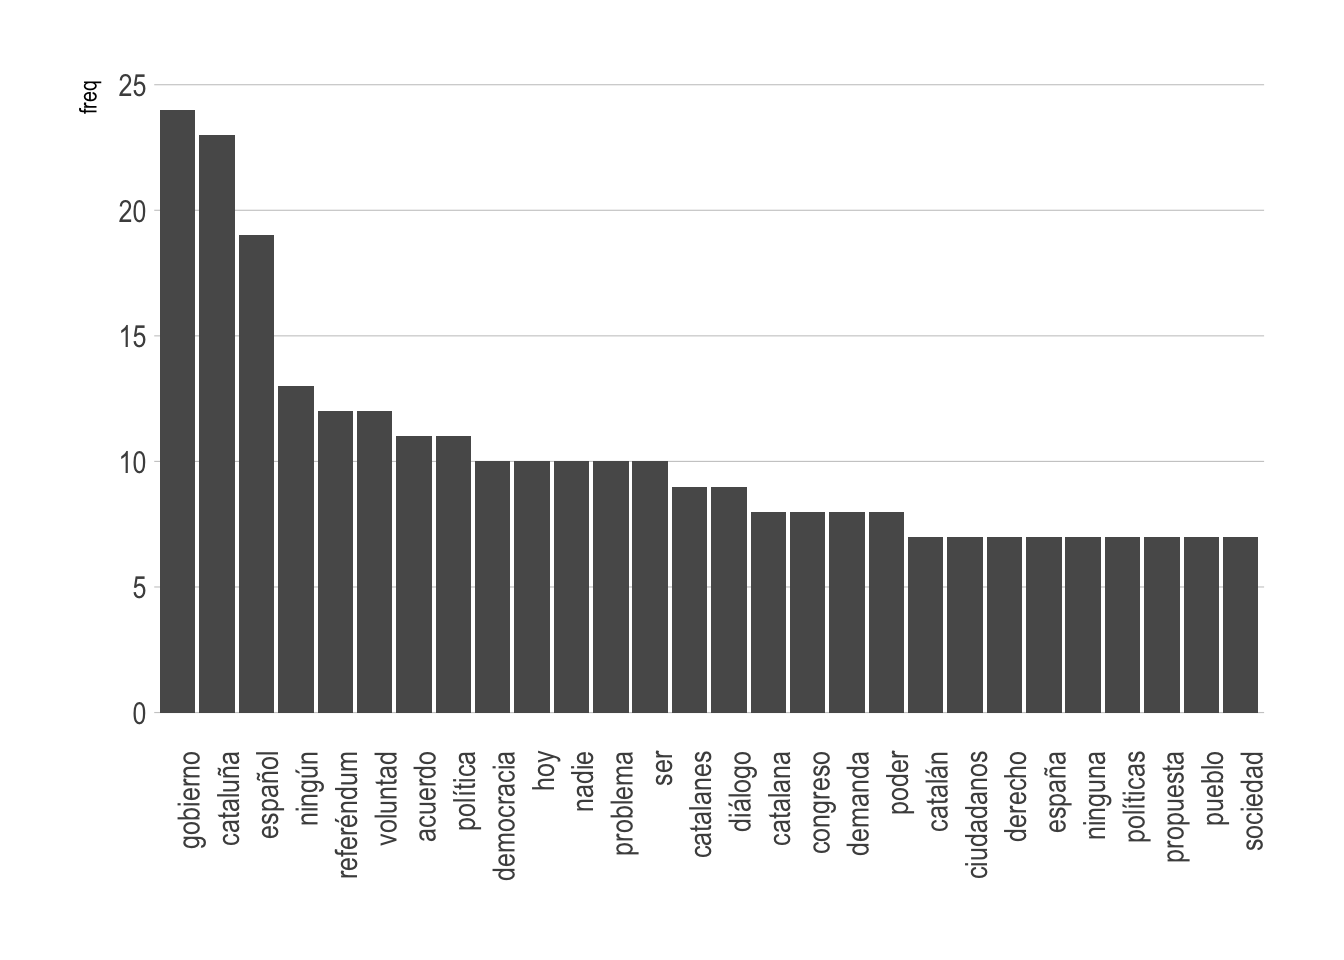 freq
25
20
15
10
5
0
gobierno
cataluña
español
ningún
referéndum
voluntad
acuerdo
política
democracia
hoy
nadie
problema
ser
catalanes
diálogo
catalana
congreso
demanda
poder
catalán
ciudadanos
derecho
españa
ninguna
políticas
propuesta
pueblo
sociedad